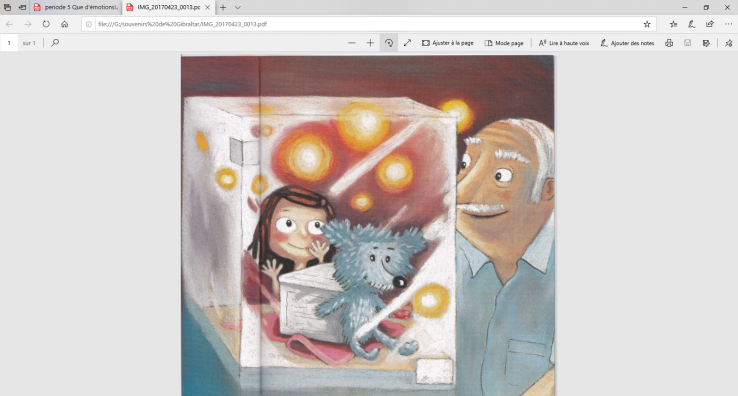 periode 5 Que d'émotions!.
IMG_20170423_0013.pc
file:///G:/souvenirs%20de%20Gibraltar/IMG_20170423_0013.pdf
1 sur 1 Ajuster à la page Mode page Lire à haute voix Ajouter des notes